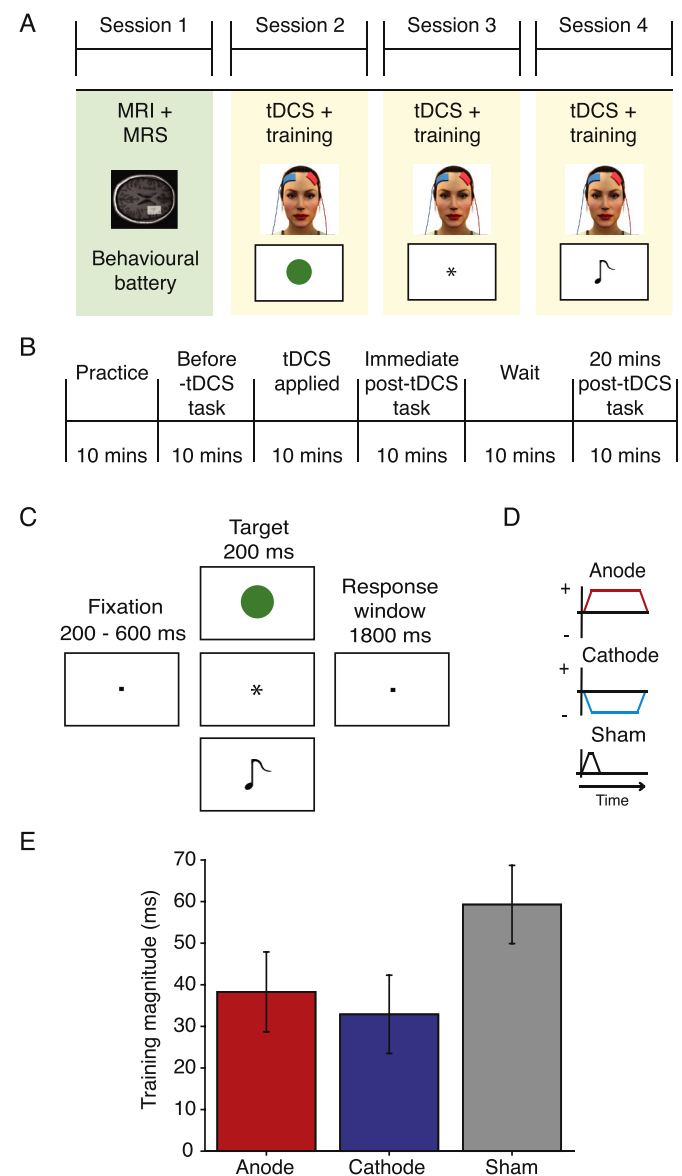 A
Session 1
Session 2
Session 3
Session 4
MRI +
MRS
Behavioural
battery
tDCS +
training
*
tDCS +
training
tDCS +
training
B
Practice
Before
-tDCS
task
tDCS
applied
Immediate
post-tDCS
task
Wait
20 mins
post-tDCS
task
10 mins
10 mins
10 mins
10 mins
10 mins
10 mins
C
Fixation
200 - 600 ms
Target
200 ms
*
Response
window
1800 ms
D
Anode
+
-
Cathode
+
-
Sham
Time
E
Training magnitude (ms)
70
60
50
40
30
20
10
0
Anode
Cathode
Sham